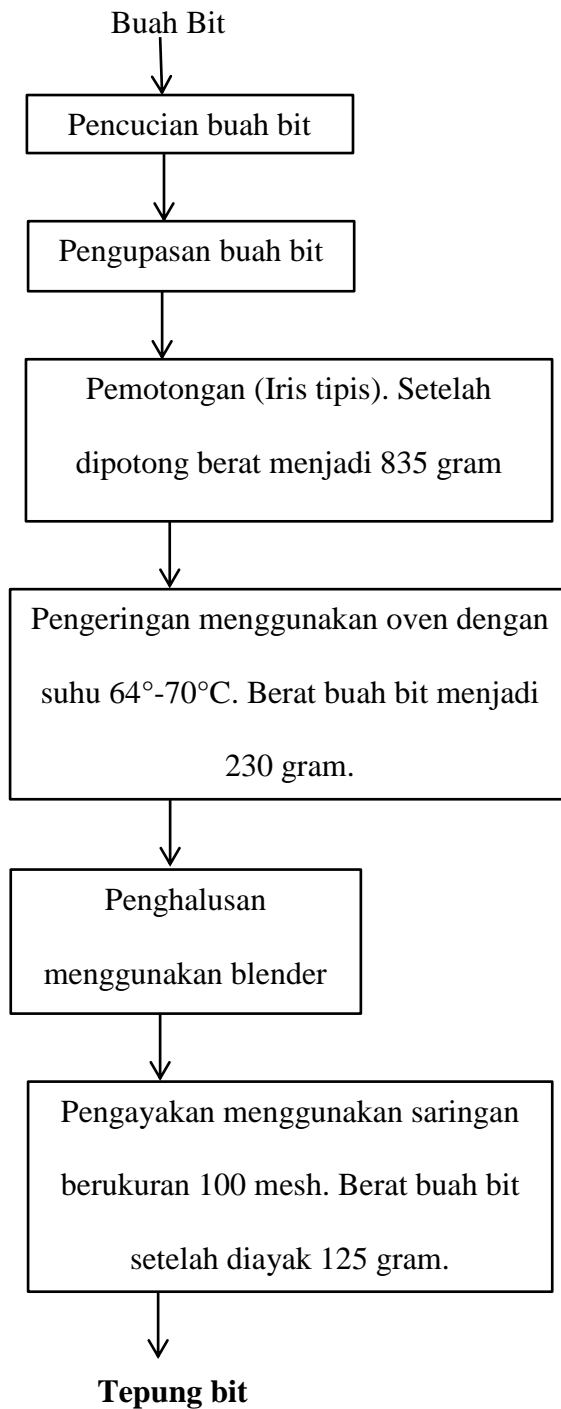 Buah Bit
Pencucian buah bit
Pengupasan buah bit
Pemotongan (Iris tipis). Setelah
dipotong berat menjadi 835 gram
Pengeringan menggunakan oven dengan
suhu 64°-70°C. Berat buah bit menjadi
230 gram.
Penghalusan
menggunakan blender
Pengayakan menggunakan saringan
berukuran 100 mesh. Berat buah bit
setelah diayak 125 gram.
Tepung bit